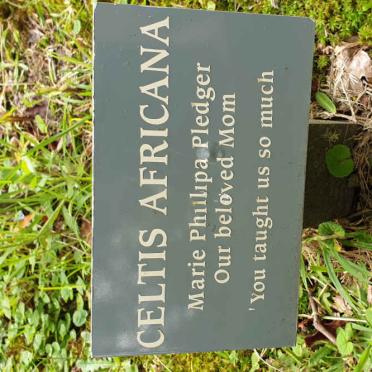 CELTIS AFRICANA
Marie Philipa Pledger
Our beloved Mom
'You taught us so much